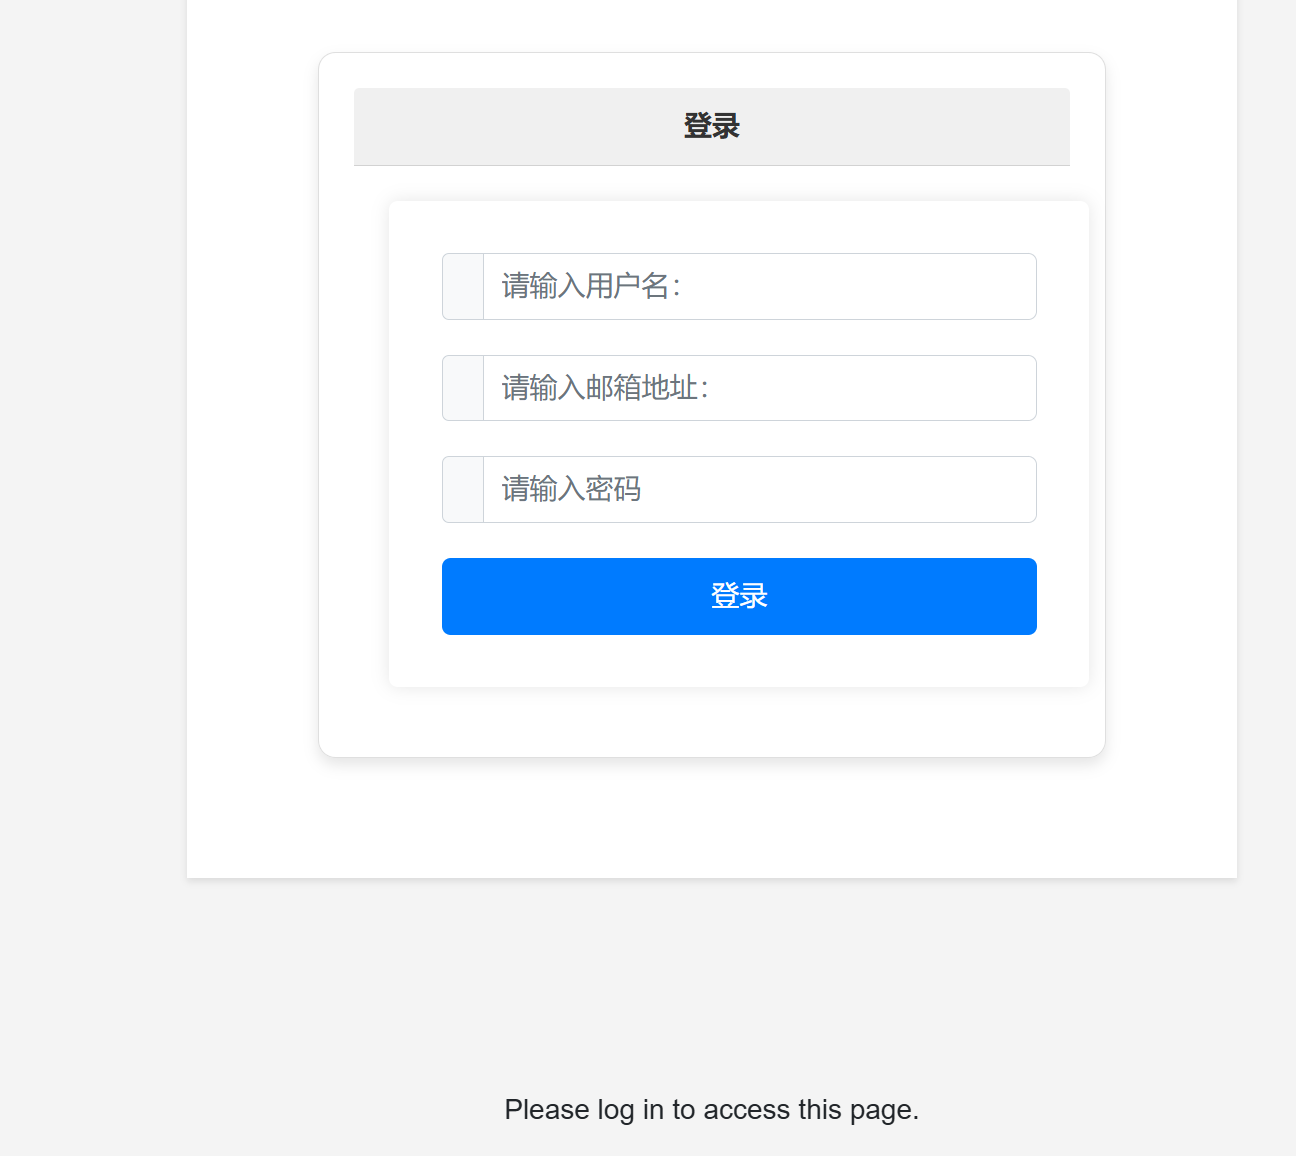 登录
请输入用户名：
请输入邮箱地址：
请输入密码
登录
Please log in to access this page.